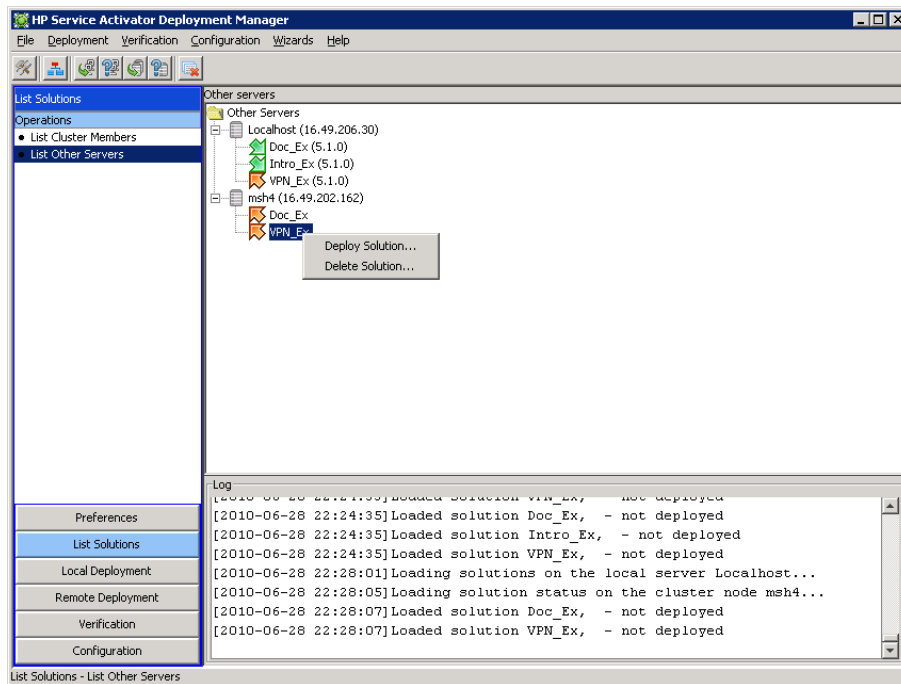 HP Service Activator Deployment Manager
File Deployment Verification Configuration Wizards Help
List Solutions
Operations
List Cluster Members
List Other Servers
Other servers
Other Servers
Localhost (16.49.206.30)
Doc_Ex (5.1.0)
Intro_Ex (5.1.0)
VPN_Ex (5.1.0)
msh4 (16.49.202.162)
Doc_Ex
VPN_Ex
Deploy Solution...
Delete Solution...
Preferences
List Solutions
Local Deployment
Remote Deployment
Verification
Configuration
Log
[2010-06-28 22:24:35]Loaded solution Doc_Ex, - not deployed
[2010-06-28 22:24:35]Loaded solution Intro_Ex, - not deployed
[2010-06-28 22:24:35]Loaded solution VPN_Ex, - not deployed
[2010-06-28 22:28:01]Loading solutions on the local server Localhost...
[2010-06-28 22:28:05]Loading solution status on the cluster node msh4...
[2010-06-28 22:28:07]Loaded solution Doc_Ex, - not deployed
[2010-06-28 22:28:07]Loaded solution VPN_Ex, - not deployed
List Solutions - List Other Servers